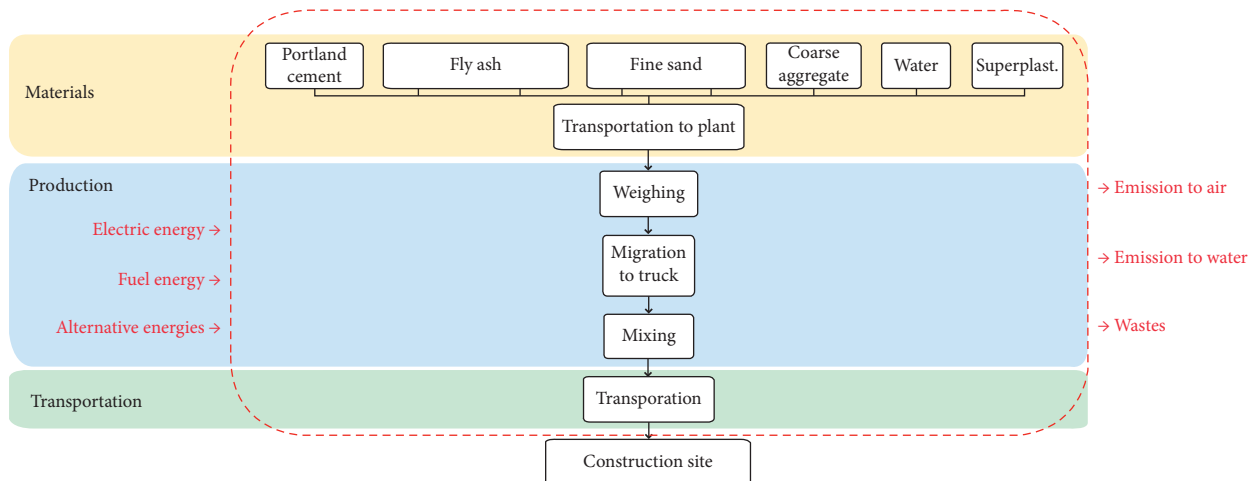 Materials
Portland
cement
Fly ash
Fine sand
Coarse
aggregate
Water
Superplast.
Transportation to plant
Production
Weighing
Migration
to truck
Mixing
Electric energy →
Fuel energy →
Alternative energies →
→ Emission to air
→ Emission to water
→ Wastes
Transportation
Transporation
Construction site